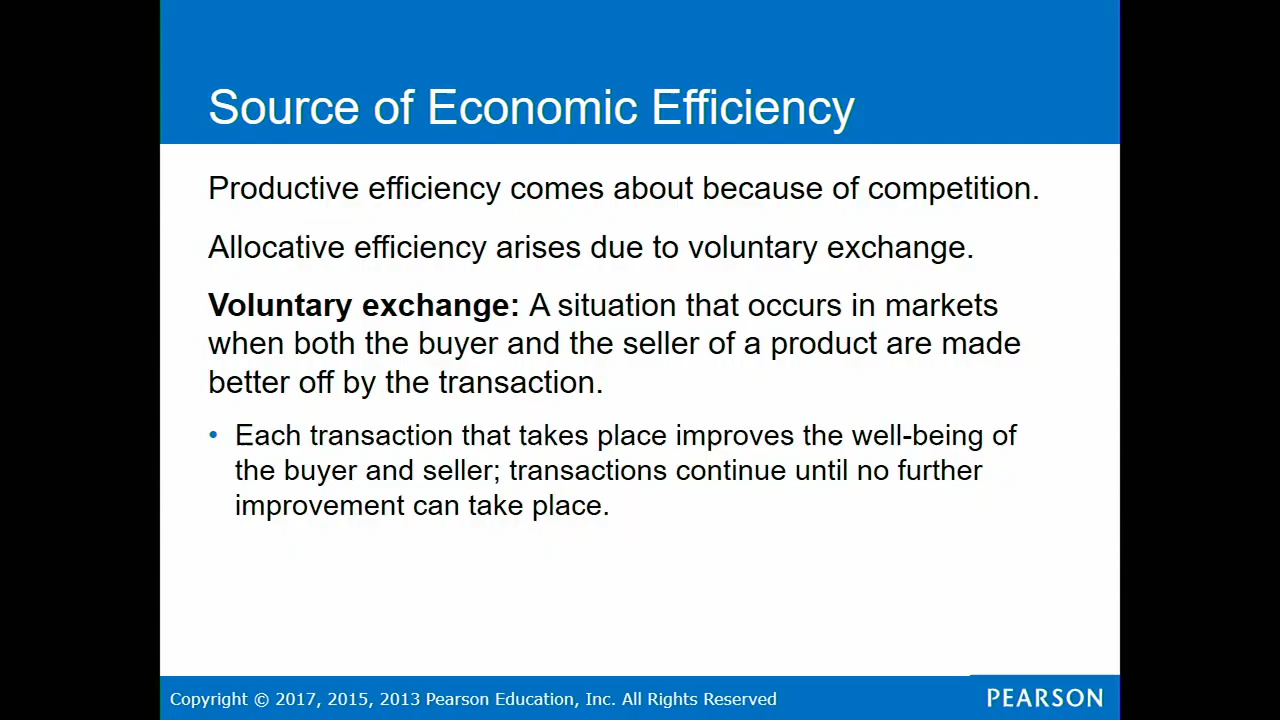 Source of Economic Efficiency
Productive efficiency comes about because of competition.
Allocative efficiency arises due to voluntary exchange.
Voluntary exchange: A situation that occurs in markets
when both the buyer and the seller of a product are made
better off by the transaction.
• Each transaction that takes place improves the well-being of
the buyer and seller; transactions continue until no further
improvement can take place.
Copyright © 2017, 2015, 2013 Pearson Education, Inc. All Rights Reserved
PEARSON